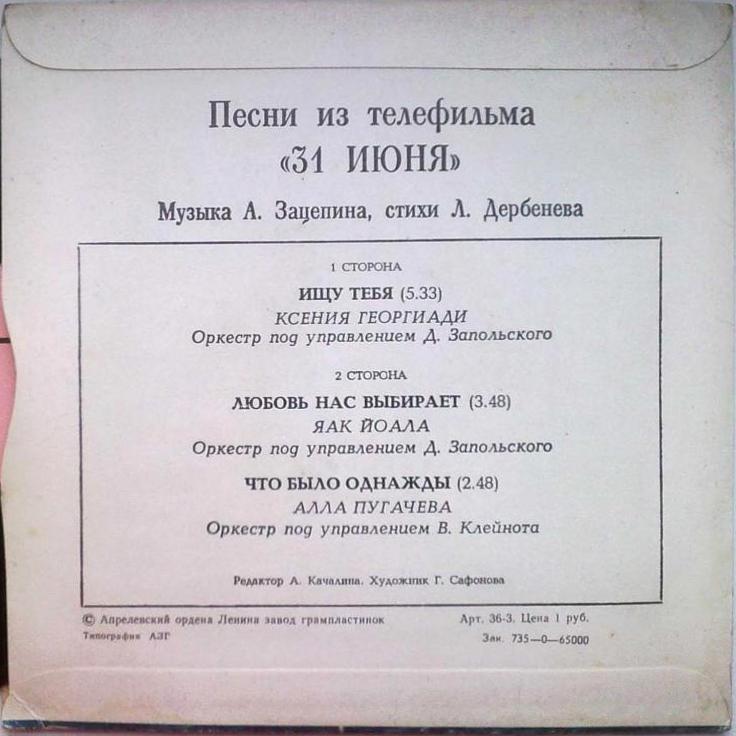 Песни из телефильма
«31 ИЮНЯ»
Музыка А. Зацепина, стихи Л. Дербенева
1 СТОРОНА
ИЩУ ТЕБЯ (5.33)
КСЕНИЯ ГЕОРГИАДИ
Оркестр под управлением Д. Запольского
2 СТОРОНА
ЛЮБОВЬ НАС ВЫБИРАЕТ (3.48)
ЯАК ЙОАЛА
Оркестр под управлением Д. Запольского
ЧТО БЫЛО ОДНАЖДЫ (2.48)
АЛЛА ПУГАЧЕВА
Оркестр под управлением В. Клейнота
Редактор А. Качалина. Художник Г. Сафонова
© Апрелевский ордена Ленина завод грампластинок
Типография АЗГ
Арт. 36-3. Цена 1 руб.
Зак. 735—0—65000